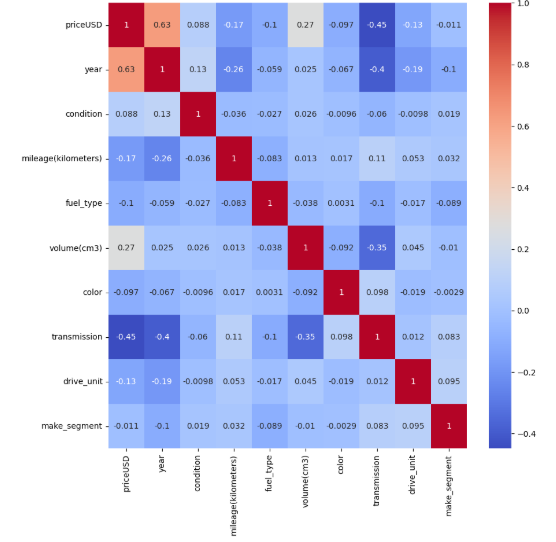 priceUSD 1 0.63 0.088 -0.17 -0.1 0.27 -0.097 -0.45 -0.13 -0.011
year 0.63 1 0.13 -0.26 -0.059 0.025 -0.067 -0.4 -0.19 -0.1
condition 0.088 0.13 1 -0.036 -0.027 0.026 -0.0096 -0.06 -0.0098 0.019
mileage(kilometers) -0.17 -0.26 -0.036 1 -0.083 0.013 0.017 0.11 0.053 0.032
fuel_type -0.1 -0.059 -0.027 -0.083 1 -0.038 0.0031 -0.1 -0.017 -0.089
volume(cm3) 0.27 0.025 0.026 0.013 -0.038 1 -0.092 -0.35 0.045 -0.01
color -0.097 -0.067 -0.0096 0.017 0.0031 -0.092 1 0.098 -0.019 -0.0029
transmission -0.45 -0.4 -0.06 0.11 -0.1 -0.35 0.098 1 0.012 0.083
drive_unit -0.13 -0.19 -0.0098 0.053 -0.017 0.045 -0.019 0.012 1 0.095
make_segment -0.011 -0.1 0.019 0.032 -0.089 -0.01 -0.0029 0.083 0.095 1
priceUSD
year
condition
mileage(kilometers)
fuel_type
volume(cm3)
color
transmission
drive_unit
make_segment
1.0
0.8
0.6
0.4
0.2
0.0
−0.2
−0.4